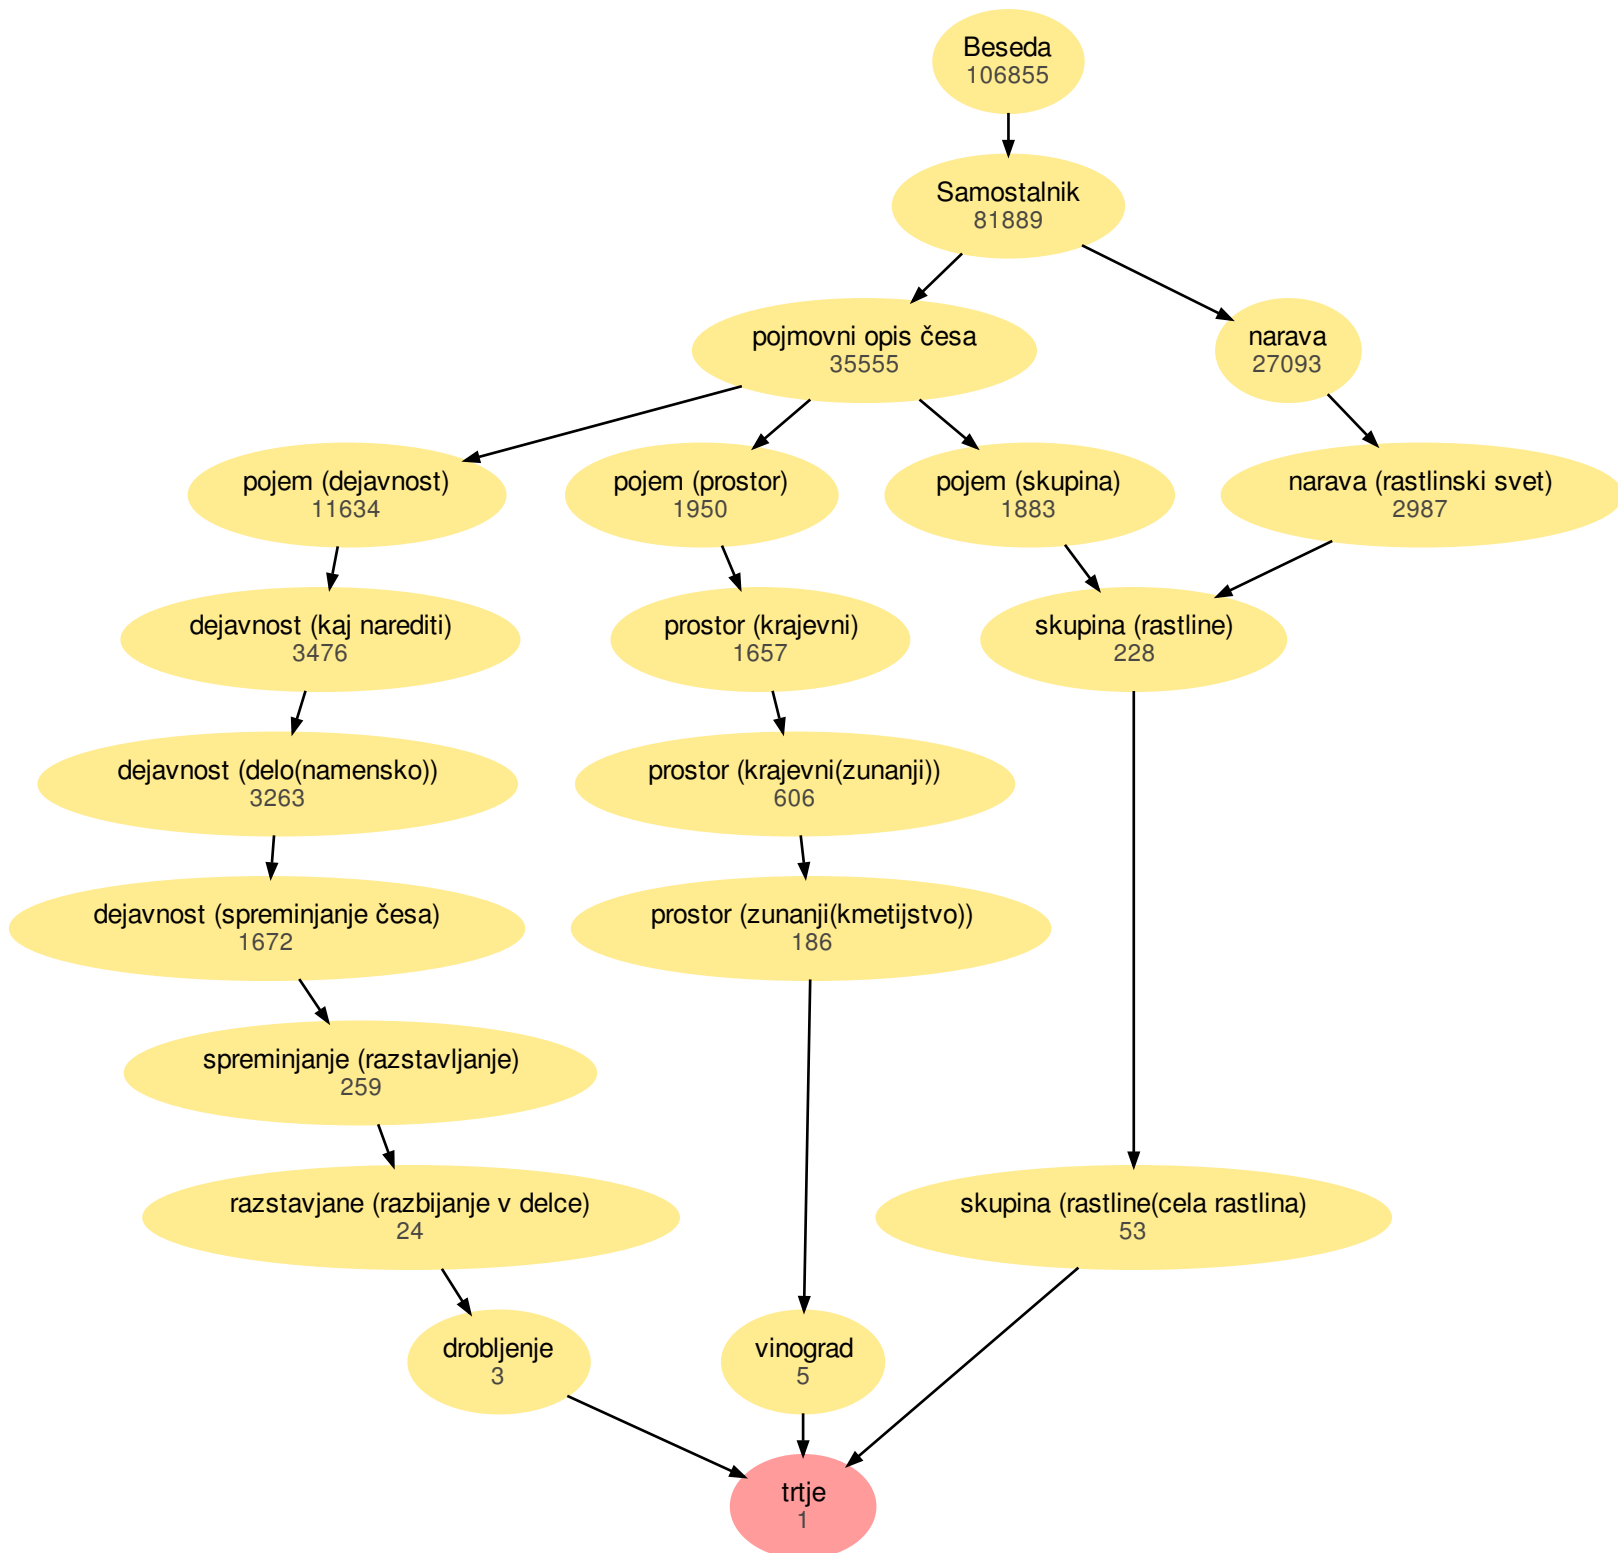 Beseda
106855
Samostalnik
81889
pojmovni opis česa
35555
narava
27093
pojem (dejavnost)
11634
pojem (prostor)
1950
pojem (skupina)
1883
narava (rastlinski svet)
2987
dejavnost (kaj narediti)
3476
prostor (krajevni)
1657
skupina (rastline)
228
dejavnost (delo(namensko))
3263
prostor (krajevni(zunanji))
606
dejavnost (spreminjanje česa)
1672
prostor (zunanji(kmetijstvo))
186
spreminjanje (razstavljanje)
259
razstavjane (razbijanje v delce)
24
skupina (rastline(cela rastlina)
53
drobljenje
3
vinograd
5
trtje
1